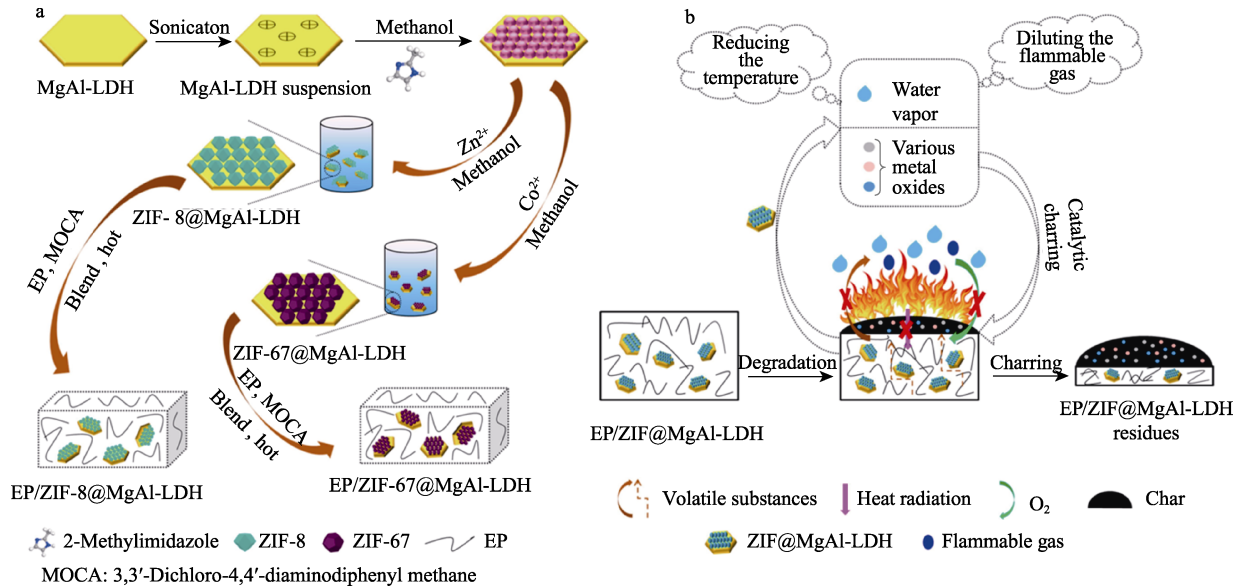 a
Sonicaton
Methanol
MgAl-LDH
MgAl-LDH suspension
Zn²⁺
Methanol
Co²⁺
Methanol
ZIF- 8@MgAl-LDH
EP, MOCA
Blend , hot
ZIF-67@MgAl-LDH
EP, MOCA
Blend , hot
EP/ZIF-8@MgAl-LDH
EP/ZIF-67@MgAl-LDH
2-Methylimidazole
ZIF-8
ZIF-67
EP
MOCA: 3,3′-Dichloro-4,4′-diaminodiphenyl methane
b
Reducing
the
temperature
Diluting the
flammable
gas
Water
vapor
Various
metal
oxides
Catalytic
charring
Degradation
Charring
EP/ZIF@MgAl-LDH
EP/ZIF@MgAl-LDH
residues
Volatile substances
Heat radiation
O₂
Char
ZIF@MgAl-LDH
Flammable gas